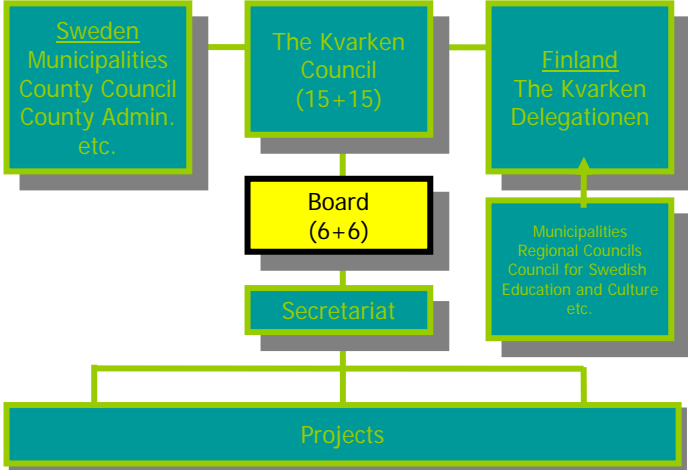 Sweden
Municipalities
County Council
County Admin.
etc.
The Kvarken
Council
(15+15)
Finland
The Kvarken
Delegationen
Board
(6+6)
Municipalities
Regional Councils
Council for Swedish
Education and Culture
etc.
Secretariat
Projects